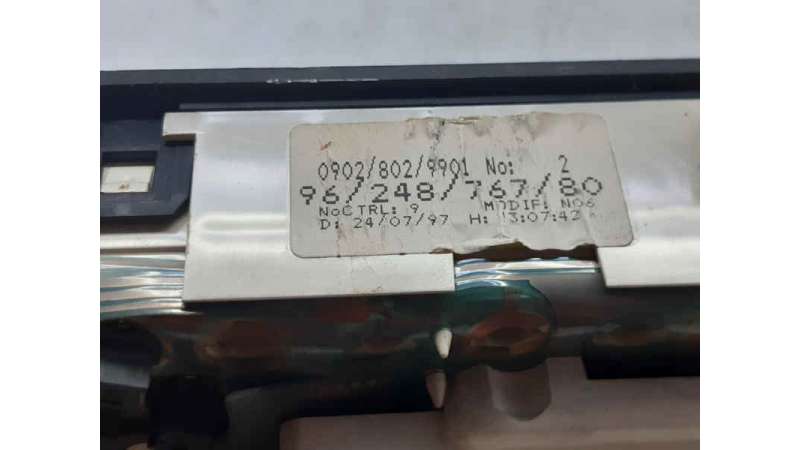 0902/802/9901 No: 2
96/248/767/80
NoCTRL: 9 MODIF: N06
D: 24/07/97 H: 13:07:42